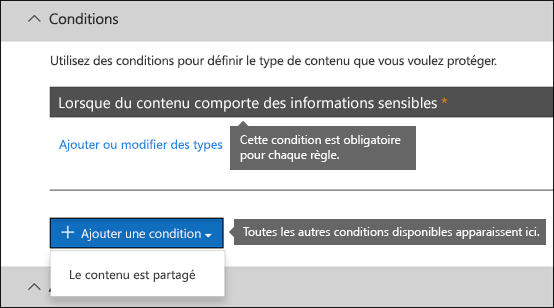 Conditions
Utilisez des conditions pour définir le type de contenu que vous voulez protéger.
Lorsque du contenu comporte des informations sensibles *
Ajouter ou modifier des types
Cette condition est obligatoire
pour chaque règle.
+ Ajouter une condition
Toutes les autres conditions disponibles apparaissent ici.
Le contenu est partagé